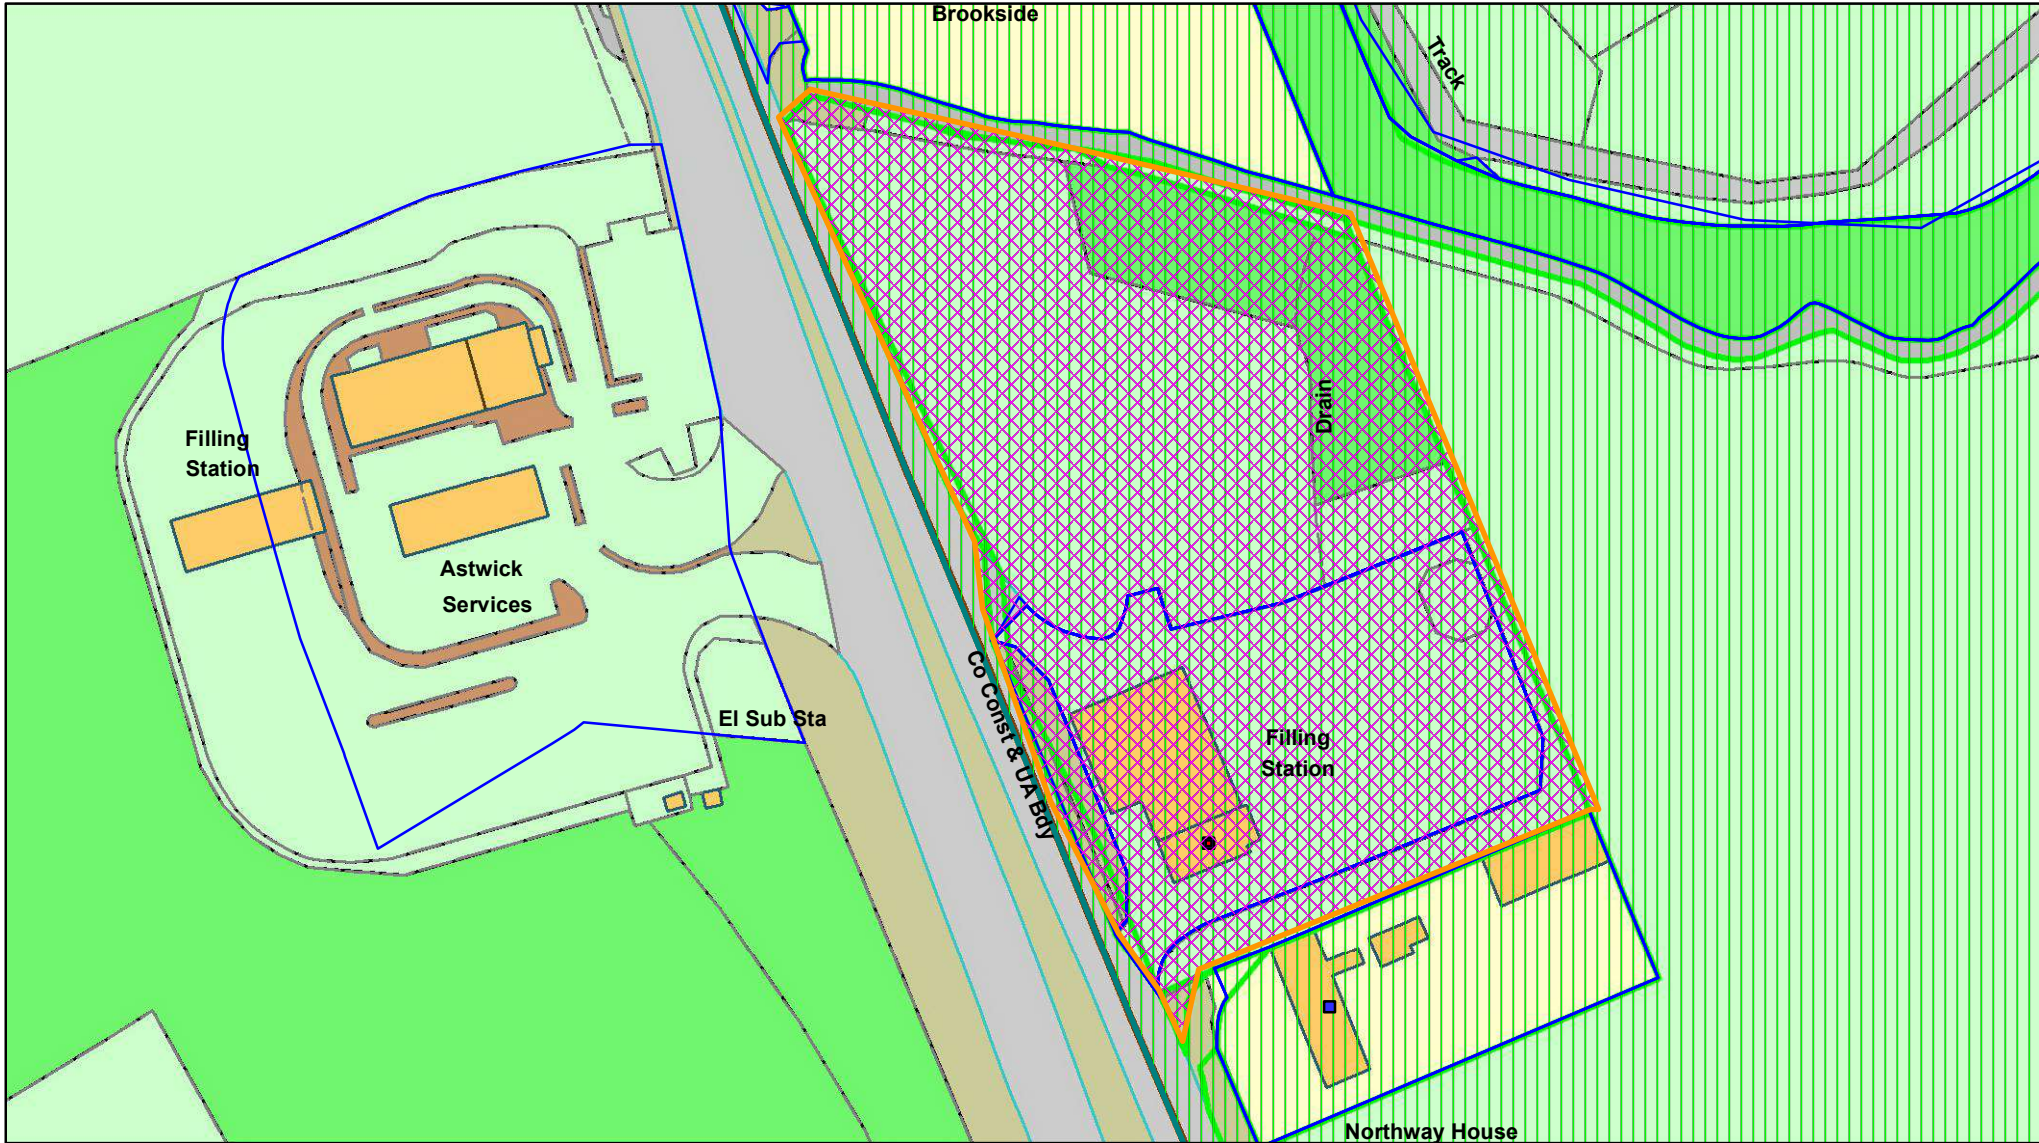 Brookside
Track
Drain
Filling
Station
Astwick
Services
El Sub Sta
Co Const & UA Bdy
Filling
Station
Northway House